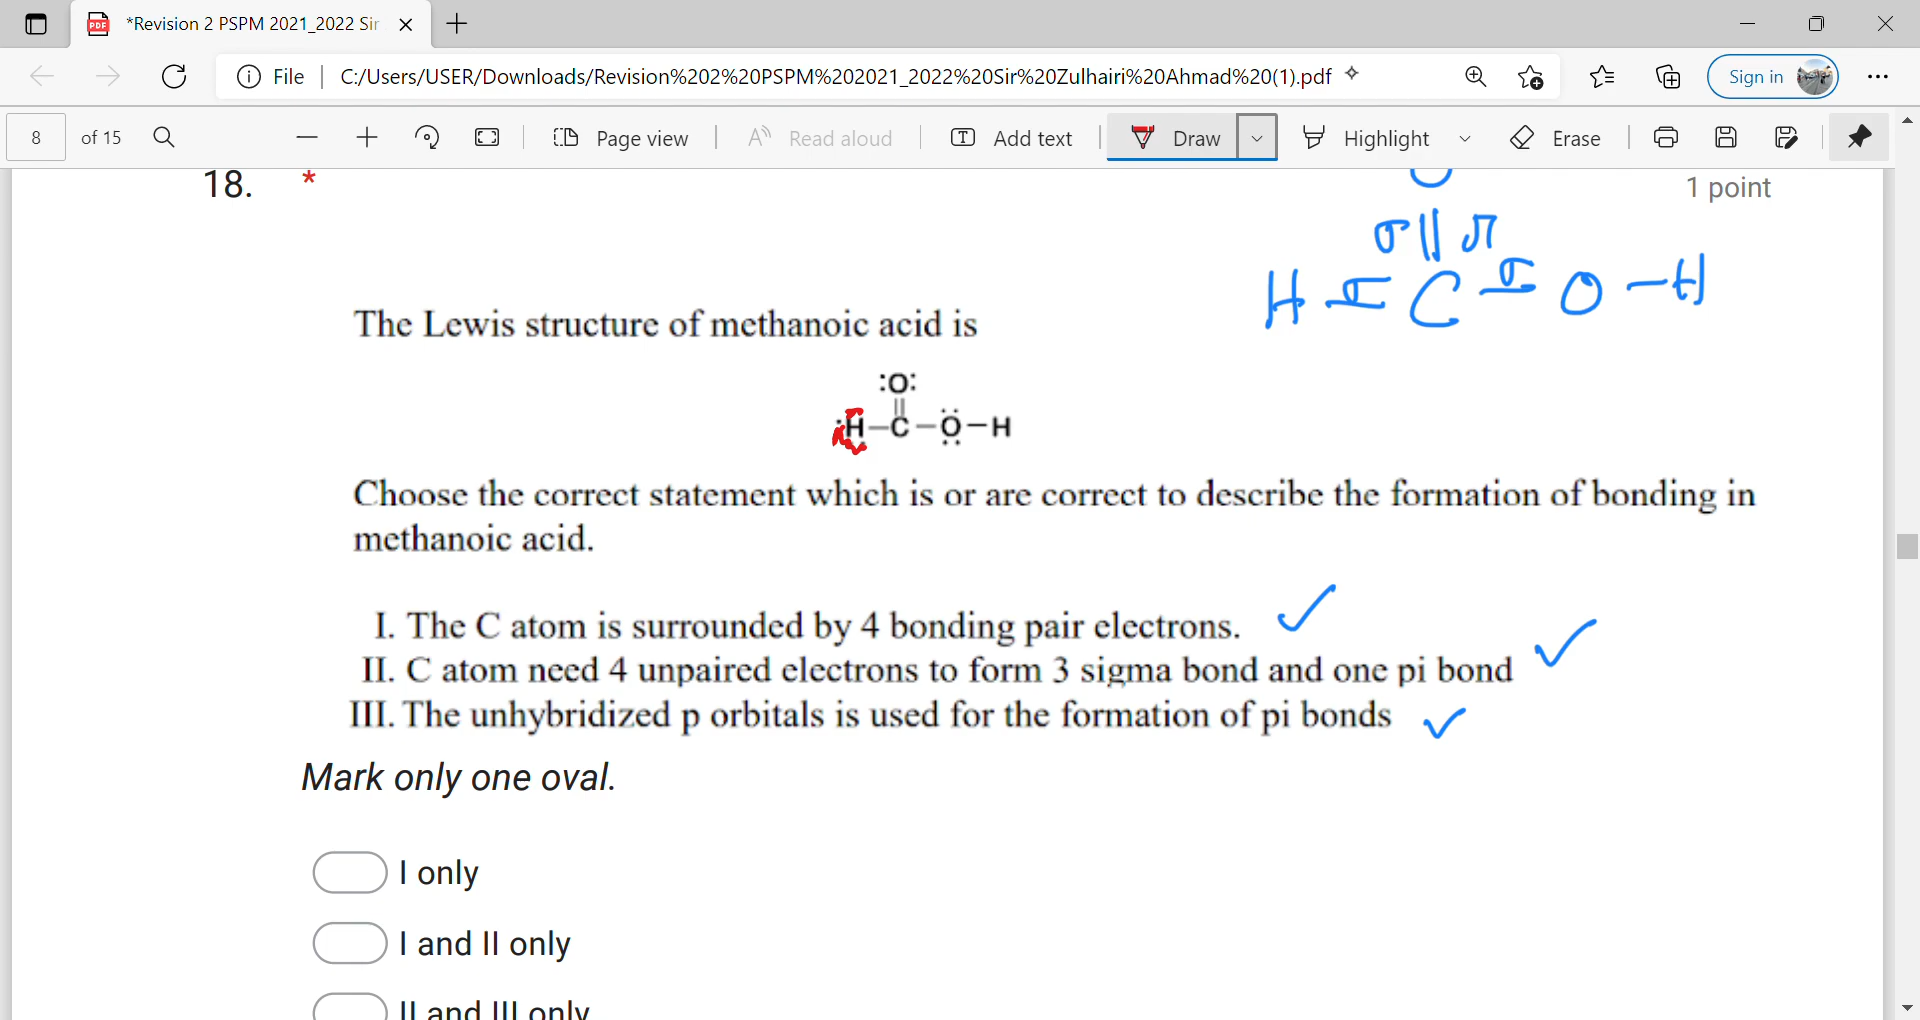 *Revision 2 PSPM 2021_2022 Sir
File
C:/Users/USER/Downloads/Revision%202%20PSPM%202021_2022%20Sir%20Zulhairi%20Ahmad%20(1).pdf
Sign in
8 of 15
Page view
Read aloud
Add text
Draw
Highlight
Erase
18. *
1 point
σ || π
H σ C σ O – H
The Lewis structure of methanoic acid is
:O:
:H–C–O–H
Choose the correct statement which is or are correct to describe the formation of bonding in
methanoic acid.
I. The C atom is surrounded by 4 bonding pair electrons.
II. C atom need 4 unpaired electrons to form 3 sigma bond and one pi bond
III. The unhybridized p orbitals is used for the formation of pi bonds
Mark only one oval.
I only
I and II only
II and III only